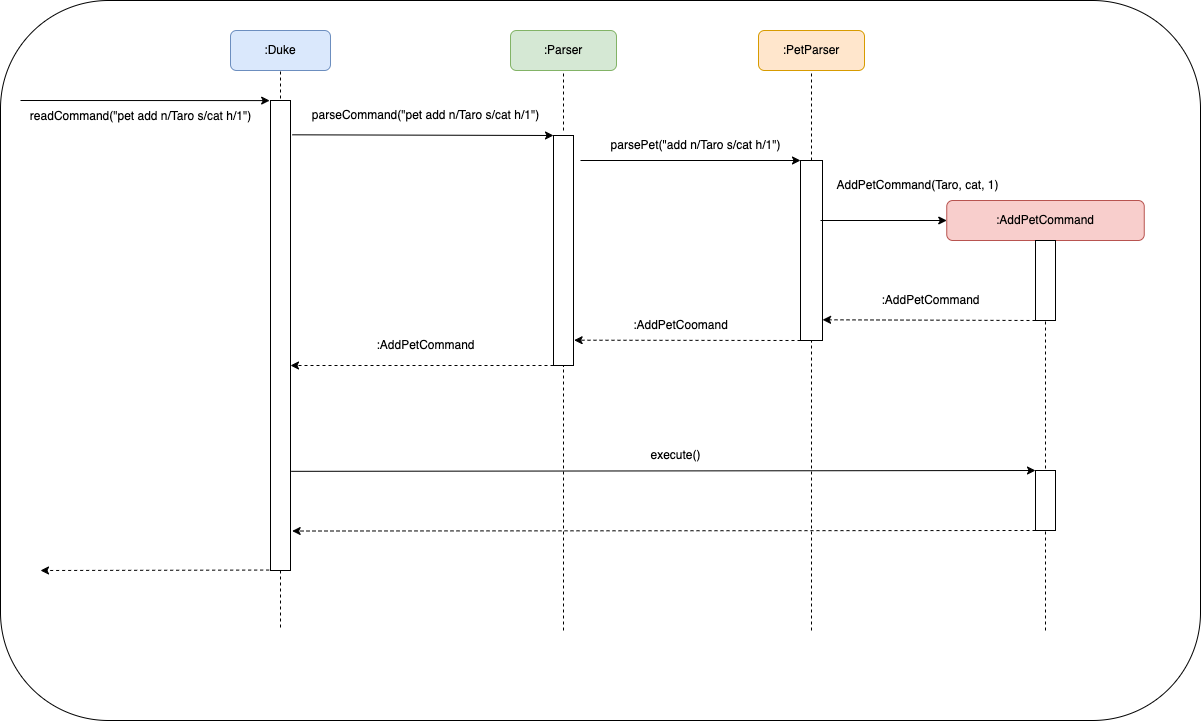 :Duke
:Parser
:PetParser
readCommand("pet add n/Taro s/cat h/1")
parseCommand("pet add n/Taro s/cat h/1")
parsePet("add n/Taro s/cat h/1")
AddPetCommand(Taro, cat, 1)
:AddPetCommand
:AddPetCommand
:AddPetCoomand
:AddPetCommand
execute()